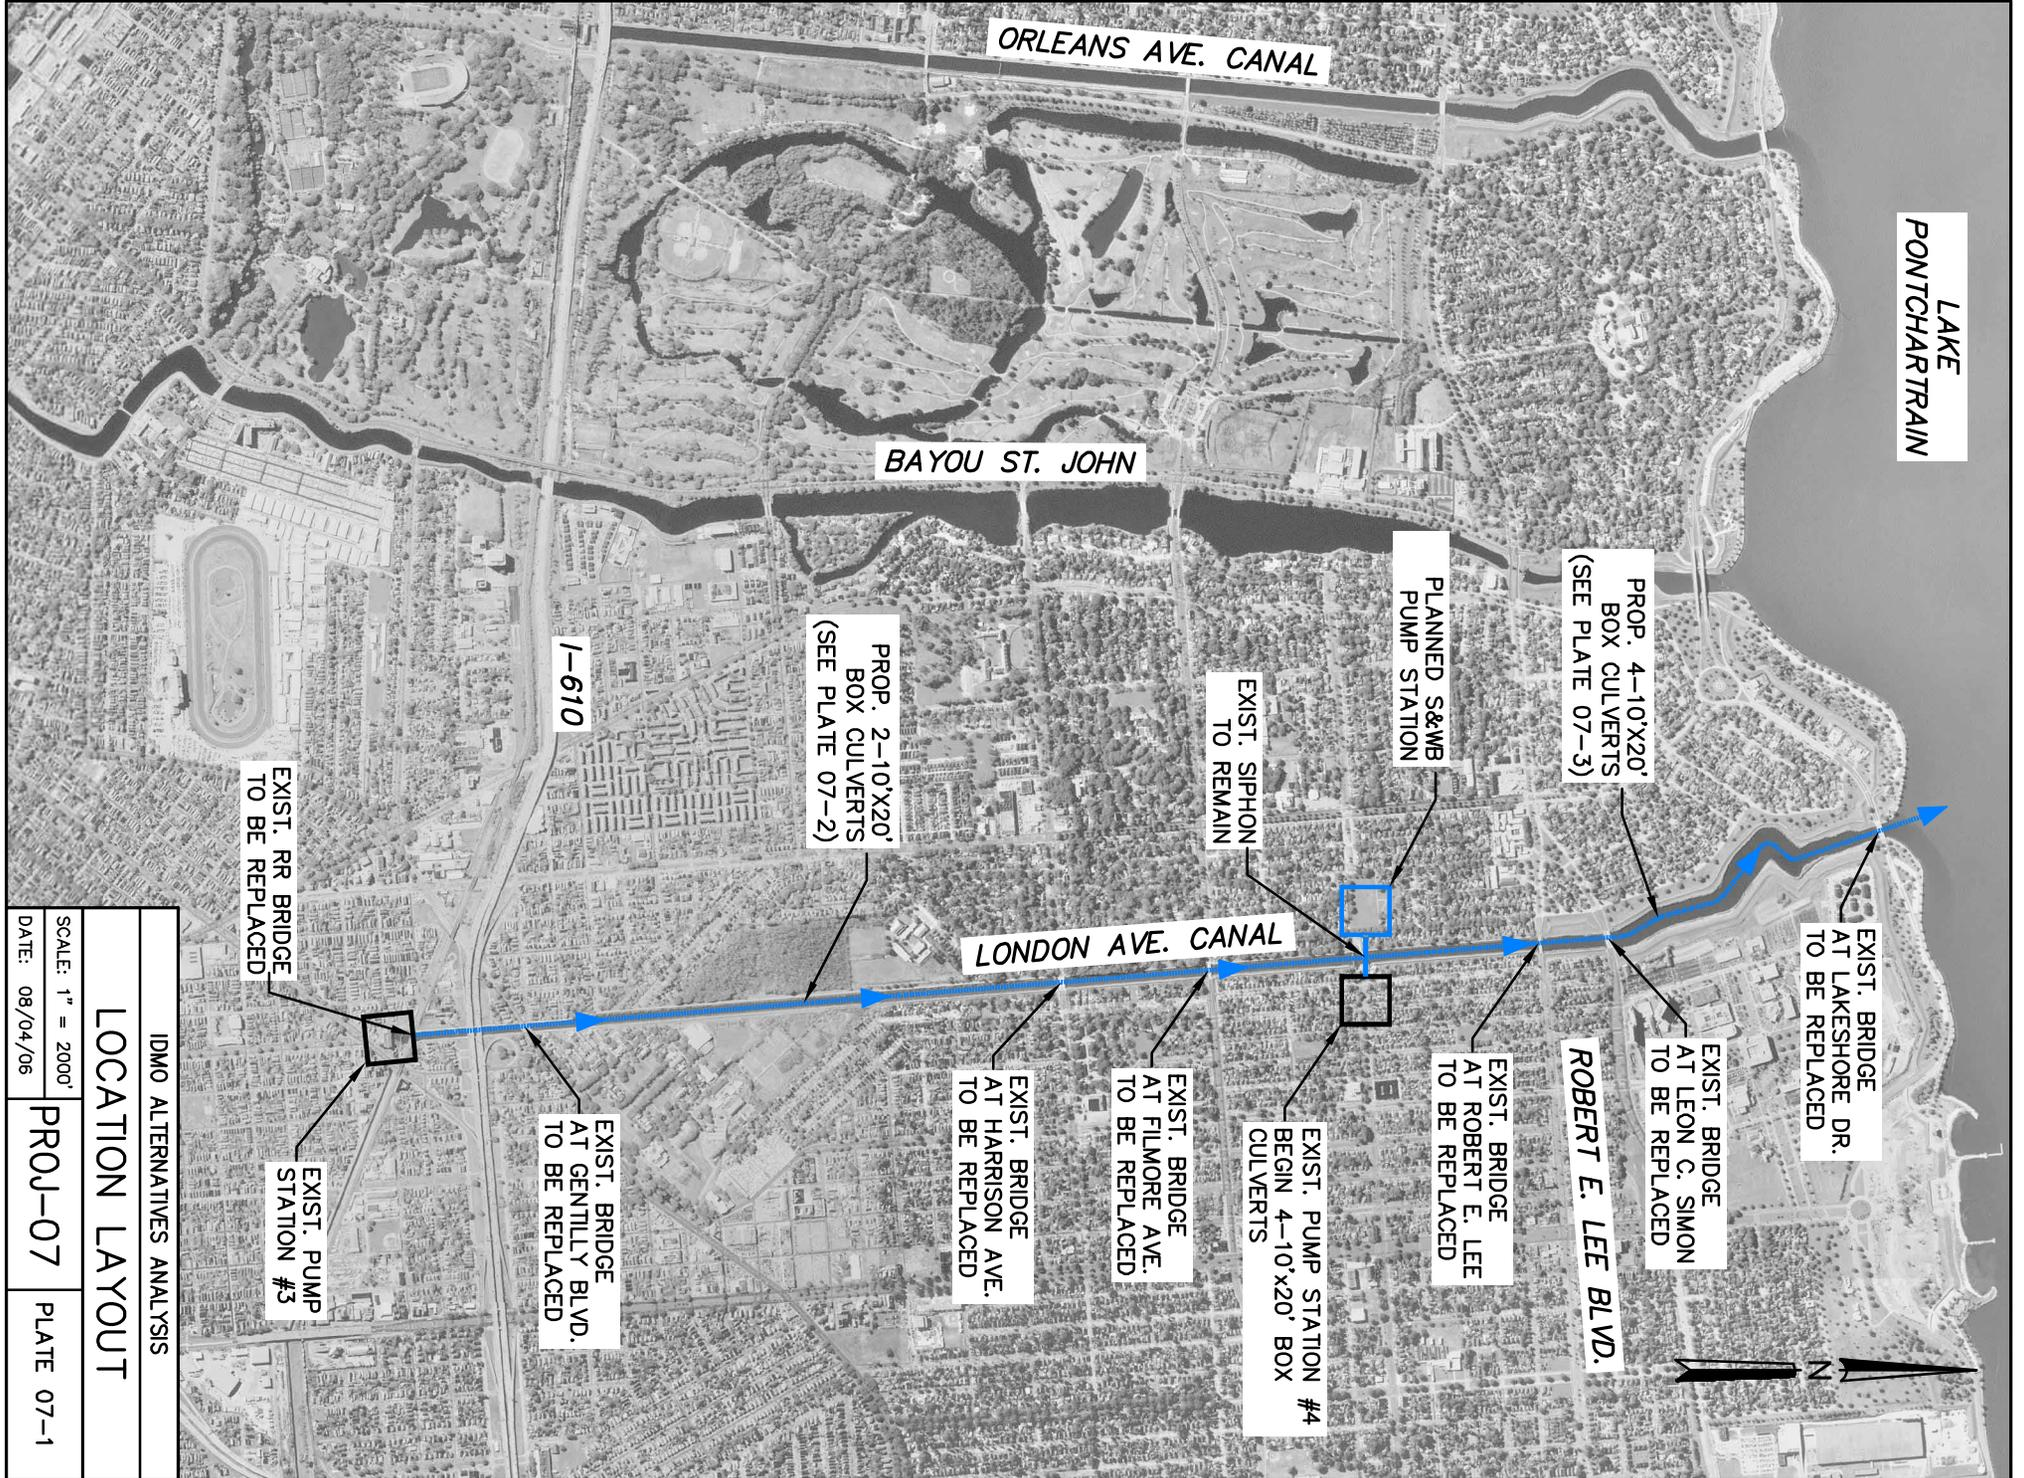 ORLEANS AVE. CANAL
LAKE
PONTCHARTRAIN
BAYOU ST. JOHN
PROP. 4-10'X20'
BOX CULVERTS
(SEE PLATE 07-3)
PLANNED S&WB
PUMP STATION
EXIST. SIPHON
TO REMAIN
PROP. 2-10'X20'
BOX CULVERTS
(SEE PLATE 07-2)
I-610
EXIST. RR BRIDGE
TO BE REPLACED
LONDON AVE. CANAL
EXIST. BRIDGE
AT LAKESHORE DR.
TO BE REPLACED
EXIST. BRIDGE
AT LEON C. SIMON
TO BE REPLACED
ROBERT E. LEE BLVD.
EXIST. BRIDGE
AT ROBERT E. LEE
TO BE REPLACED
EXIST. PUMP STATION #4
BEGIN 4-10'x20' BOX
CULVERTS
EXIST. BRIDGE
AT FILMORE AVE.
TO BE REPLACED
EXIST. BRIDGE
AT HARRISON AVE.
TO BE REPLACED
EXIST. BRIDGE
AT GENTILLY BLVD.
TO BE REPLACED
EXIST. PUMP
STATION #3
N
IDMO ALTERNATIVES ANALYSIS
LOCATION LAYOUT
SCALE: 1" = 2000'
DATE: 08/04/06
PROJ-07
PLATE 07-1